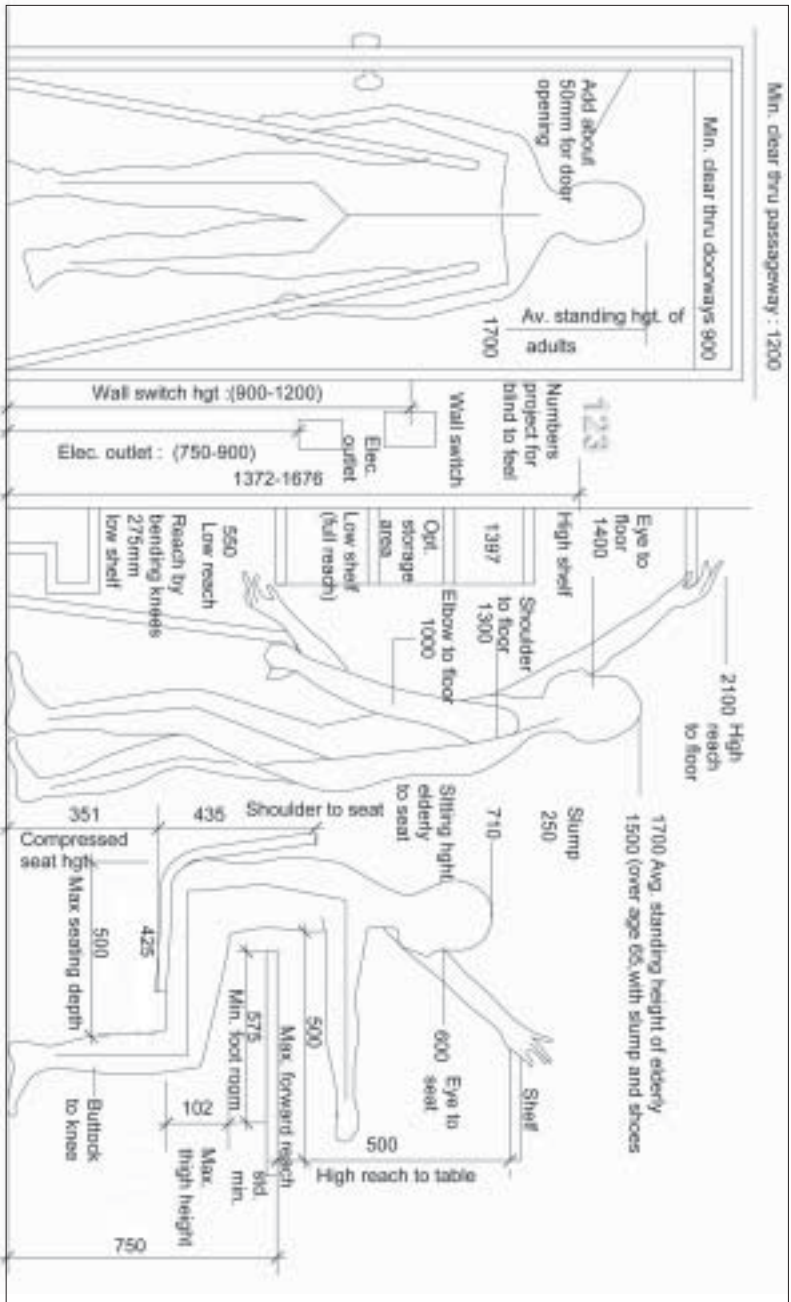 Min. clear thru passageway : 1200
Min. clear thru doorways 900
Add about
50mm for door
opening
Av. standing hgt. of
adults
1700
123
Numbers
project for
blind to feel
Wall switch
Wall switch hgt :(900-1200)
Elec.
outlet
Elec. outlet : (750-900)
1372-1676
2100 High
reach
to floor
Eye to
floor
1400
High shelf
1397
Shoulder
to floor
1300
Opt.
storage
area
Elbow to floor
1000
Low shelf
(full reach)
550
Low reach
Reach by
bending knees
275mm
low shelf
1700 Avg. standing height of elderly
1500 (over age 65,with slump and shoes
Slump
250
710
Sitting hght.
elderly
to seat
Shoulder to seat
435
351
Compressed
seat hgt.
425
500
Max seating depth
Shelf
Eye to
seat
600
500
High reach to table
500
Max. forward reach
575
Min. foot room
std.
min.
102
Max.
thigh height
Buttock
to knee
750